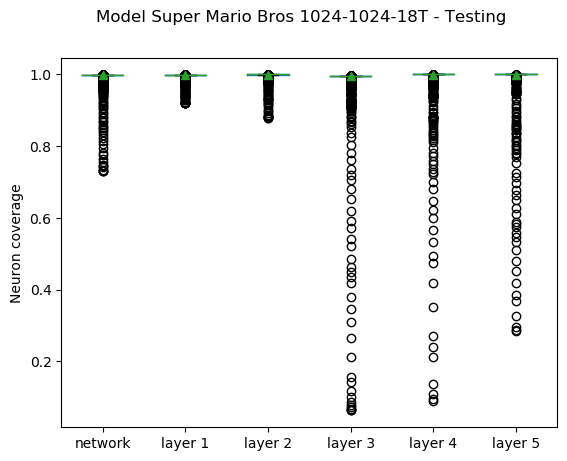 Model Super Mario Bros 1024-1024-18T - Testing
1.0
0.8
0.6
0.4
0.2
Neuron coverage
network layer 1 layer 2 layer 3 layer 4 layer 5